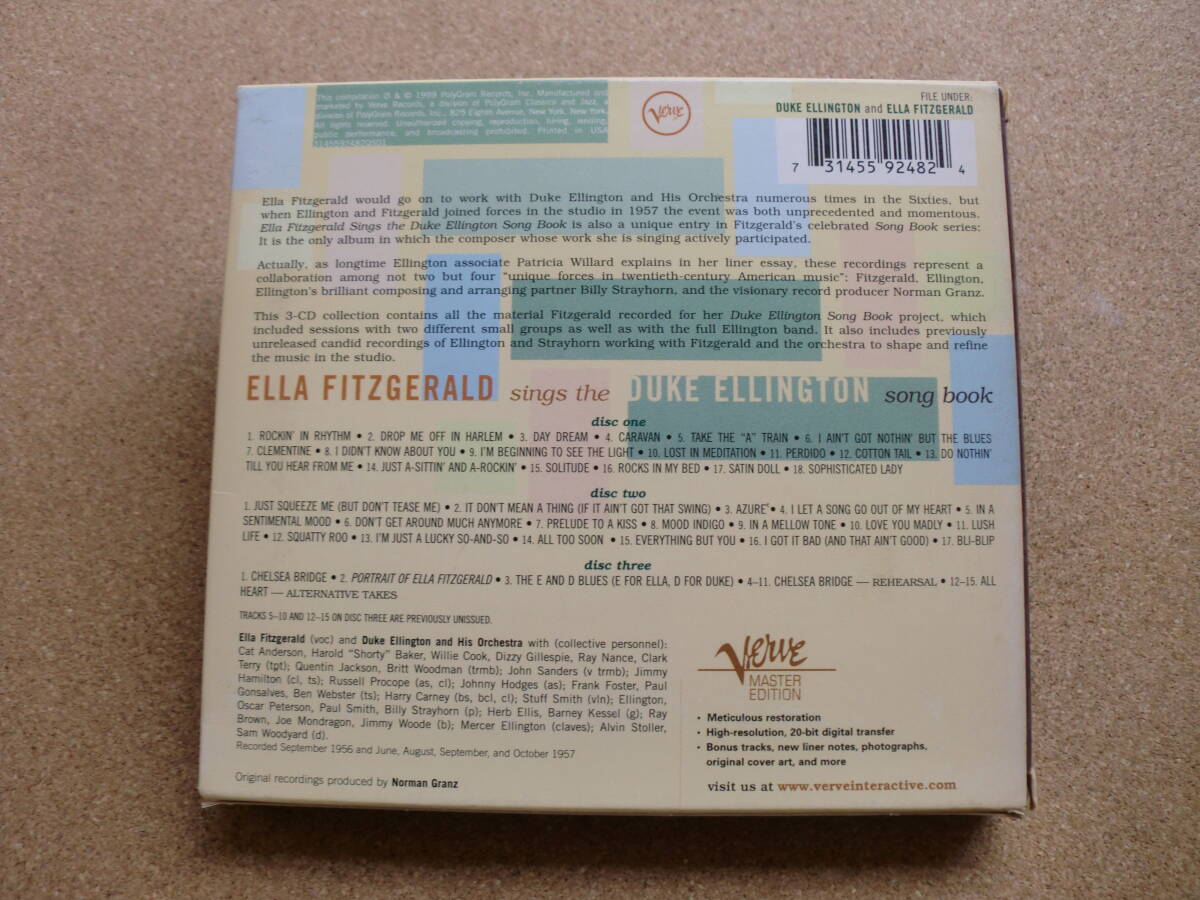 This compilation ℗ & © 1999 PolyGram Records, Inc. Manufactured and
marketed by Verve Records, a division of PolyGram Classics and Jazz, a
division of PolyGram Records, Inc., 825 Eighth Avenue, New York, New York.
All rights reserved. Unauthorized copying, reproduction, hiring, lending,
public performance, and broadcasting prohibited. Printed in USA
Verve
FILE UNDER:
DUKE ELLINGTON and ELLA FITZGERALD
7 31455 92482 4
Ella Fitzgerald would go on to work with Duke Ellington and His Orchestra numerous times in the Sixties, but
when Ellington and Fitzgerald joined forces in the studio in 1957 the event was both unprecedented and momentous.
Ella Fitzgerald Sings the Duke Ellington Song Book is also a unique entry in Fitzgerald's celebrated Song Book series:
It is the only album in which the composer whose work she is singing actively participated.
Actually, as longtime Ellington associate Patricia Willard explains in her liner essay, these recordings represent a
collaboration among not two but four "unique forces in twentieth-century American music": Fitzgerald, Ellington,
Ellington's brilliant composing and arranging partner Billy Strayhorn, and the visionary record producer Norman Granz.
This 3-CD collection contains all the material Fitzgerald recorded for her Duke Ellington Song Book project, which
included sessions with two different small groups as well as with the full Ellington band. It also includes previously
unreleased candid recordings of Ellington and Strayhorn working with Fitzgerald and the orchestra to shape and refine
the music in the studio.
ELLA FITZGERALD sings the DUKE ELLINGTON song book
disc one
1. ROCKIN' IN RHYTHM • 2. DROP ME OFF IN HARLEM • 3. DAY DREAM • 4. CARAVAN • 5. TAKE THE "A" TRAIN • 6. I AIN'T GOT NOTHIN' BUT THE BLUES
7. CLEMENTINE • 8. I DIDN'T KNOW ABOUT YOU • 9. I'M BEGINNING TO SEE THE LIGHT • 10. LOST IN MEDITATION • 11. PERDIDO • 12. COTTON TAIL • 13. DO NOTHIN'
TILL YOU HEAR FROM ME • 14. JUST A-SITTIN' AND A-ROCKIN' • 15. SOLITUDE • 16. ROCKS IN MY BED • 17. SATIN DOLL • 18. SOPHISTICATED LADY
disc two
1. JUST SQUEEZE ME (BUT DON'T TEASE ME) • 2. IT DON'T MEAN A THING (IF IT AIN'T GOT THAT SWING) • 3. AZURE • 4. I LET A SONG GO OUT OF MY HEART • 5. IN A
SENTIMENTAL MOOD • 6. DON'T GET AROUND MUCH ANYMORE • 7. PRELUDE TO A KISS • 8. MOOD INDIGO • 9. IN A MELLOW TONE • 10. LOVE YOU MADLY • 11. LUSH
LIFE • 12. SQUATTY ROO • 13. I'M JUST A LUCKY SO-AND-SO • 14. ALL TOO SOON • 15. EVERYTHING BUT YOU • 16. I GOT IT BAD (AND THAT AIN'T GOOD) • 17. BLI-BLIP
disc three
1. CHELSEA BRIDGE • 2. PORTRAIT OF ELLA FITZGERALD • 3. THE E AND D BLUES (E FOR ELLA, D FOR DUKE) • 4–11. CHELSEA BRIDGE — REHEARSAL • 12–15. ALL
HEART — ALTERNATIVE TAKES
TRACKS 5–10 AND 12–15 ON DISC THREE ARE PREVIOUSLY UNISSUED.
Ella Fitzgerald (voc) and Duke Ellington and His Orchestra with (collective personnel):
Cat Anderson, Harold "Shorty" Baker, Willie Cook, Dizzy Gillespie, Ray Nance, Clark
Terry (tpt); Quentin Jackson, Britt Woodman (trmb); John Sanders (v trmb); Jimmy
Hamilton (cl, ts); Russell Procope (as, cl); Johnny Hodges (as); Frank Foster, Paul
Gonsalves, Ben Webster (ts); Harry Carney (bs, bcl, cl); Stuff Smith (vln); Ellington,
Oscar Peterson, Paul Smith, Billy Strayhorn (p); Herb Ellis, Barney Kessel (g); Ray
Brown, Joe Mondragon, Jimmy Woode (b); Mercer Ellington (claves); Alvin Stoller,
Sam Woodyard (d).
Recorded September 1956 and June, August, September, and October 1957
Original recordings produced by Norman Granz
Verve
MASTER
EDITION
• Meticulous restoration
• High-resolution, 20-bit digital transfer
• Bonus tracks, new liner notes, photographs,
original cover art, and more
visit us at www.verveinteractive.com